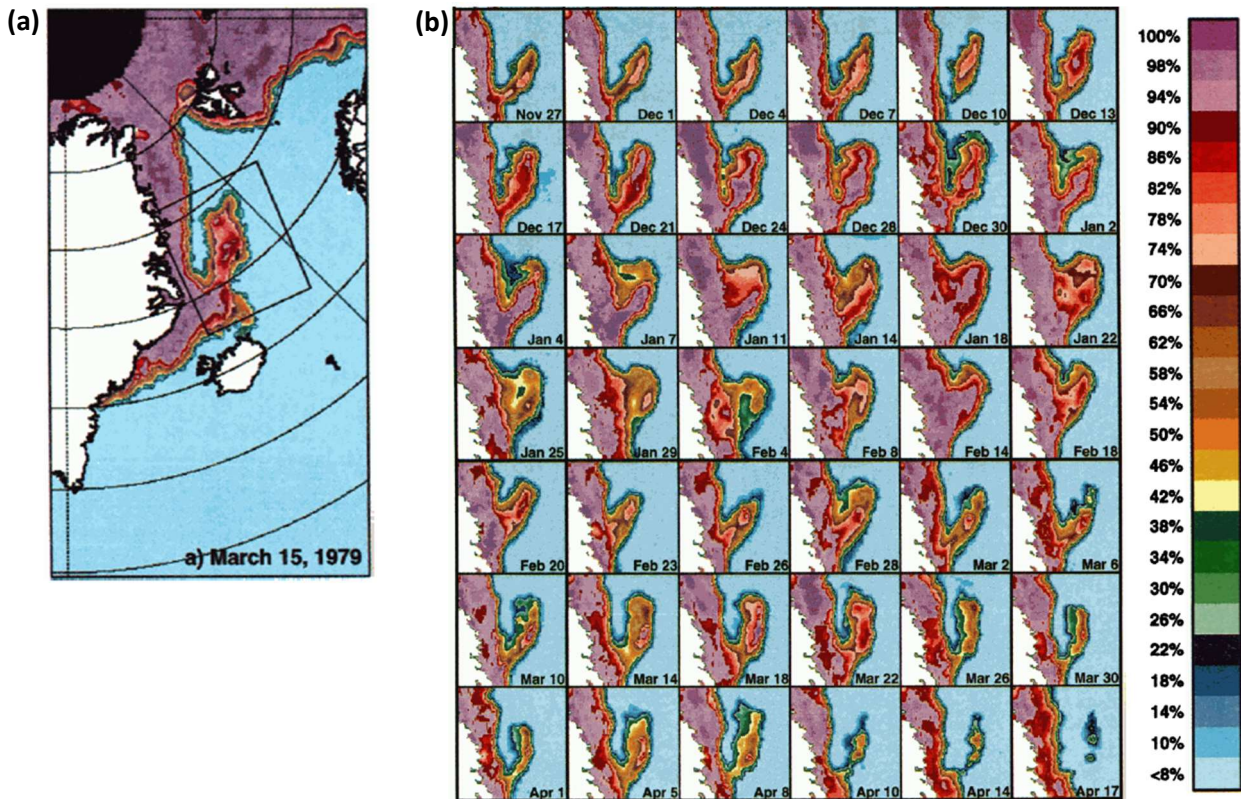 (a)
a) March 15, 1979
(b)
Nov 27 Dec 1 Dec 4 Dec 7 Dec 10 Dec 13
Dec 17 Dec 21 Dec 24 Dec 28 Dec 30 Jan 2
Jan 4 Jan 7 Jan 11 Jan 14 Jan 18 Jan 22
Jan 25 Jan 29 Feb 4 Feb 8 Feb 14 Feb 18
Feb 20 Feb 23 Feb 26 Feb 28 Mar 2 Mar 6
Mar 10 Mar 14 Mar 18 Mar 22 Mar 26 Mar 30
Apr 1 Apr 5 Apr 8 Apr 10 Apr 14 Apr 17
100%
98%
94%
90%
86%
82%
78%
74%
70%
66%
62%
58%
54%
50%
46%
42%
38%
34%
30%
26%
22%
18%
14%
10%
<8%